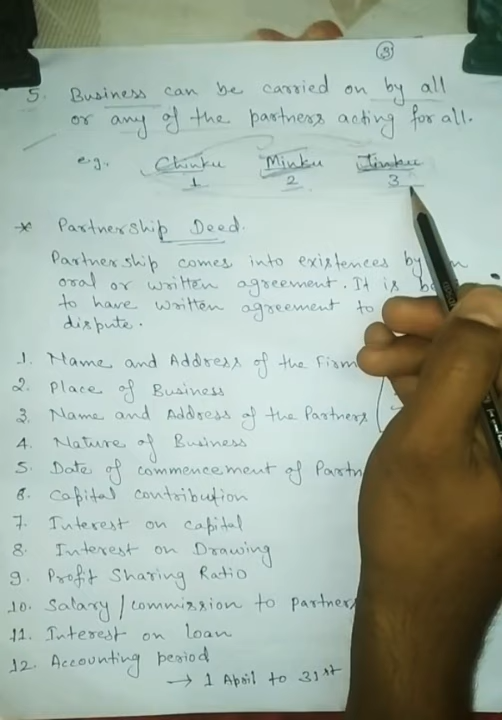 3
5. Business can be carried on by all
or any of the partners acting for all.
e.g. Chinku Minku Jinku
1 2 3
* Partnership Deed.
Partnership comes into existences by
oral or written agreement. It is
to have written agreement to
dispute.
1. Name and Address of the Firm
2. Place of Business
3. Name and Address of the Partners
4. Nature of Business
5. Date of commencement of
6. Capital contribution
7. Interest on capital
8. Interest on Drawing
9. Profit Sharing Ratio
10. Salary / commission to partners
11. Interest on loan
12. Accounting period
→ 1 April to 31st